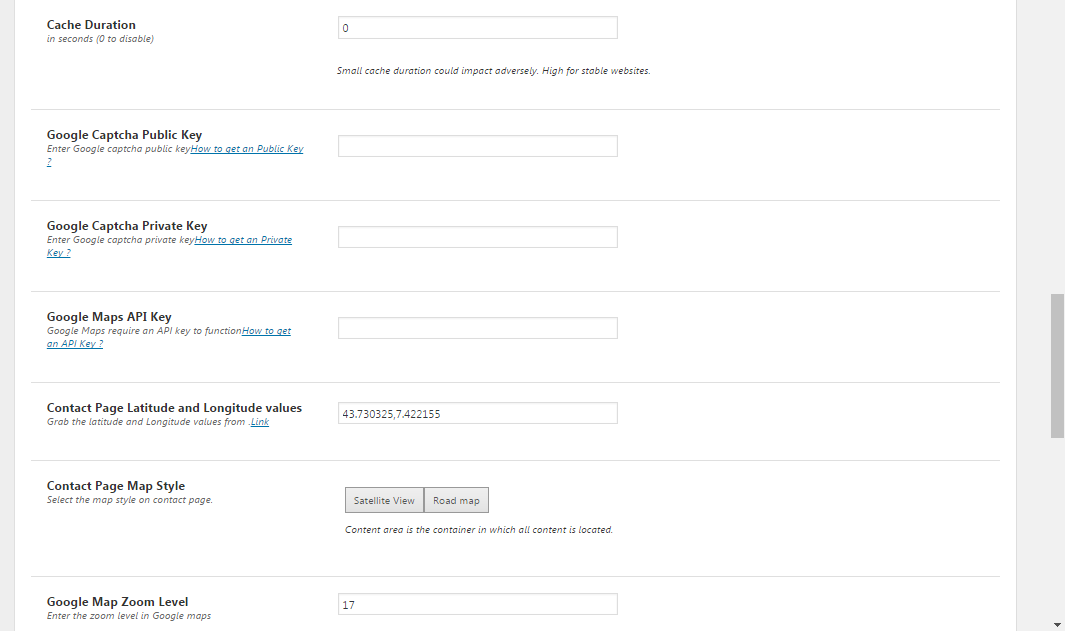 Cache Duration
in seconds (0 to disable)
0
Small cache duration could impact adversely. High for stable websites.
Google Captcha Public Key
Enter Google captcha public keyHow to get an Public Key
?
Google Captcha Private Key
Enter Google captcha private keyHow to get an Private
Key ?
Google Maps API Key
Google Maps require an API key to functionHow to get
an API Key ?
Contact Page Latitude and Longitude values
Grab the latitude and Longitude values from .Link
43.730325,7.422155
Contact Page Map Style
Select the map style on contact page.
Satellite View Road map
Content area is the container in which all content is located.
Google Map Zoom Level
Enter the zoom level in Google maps
17